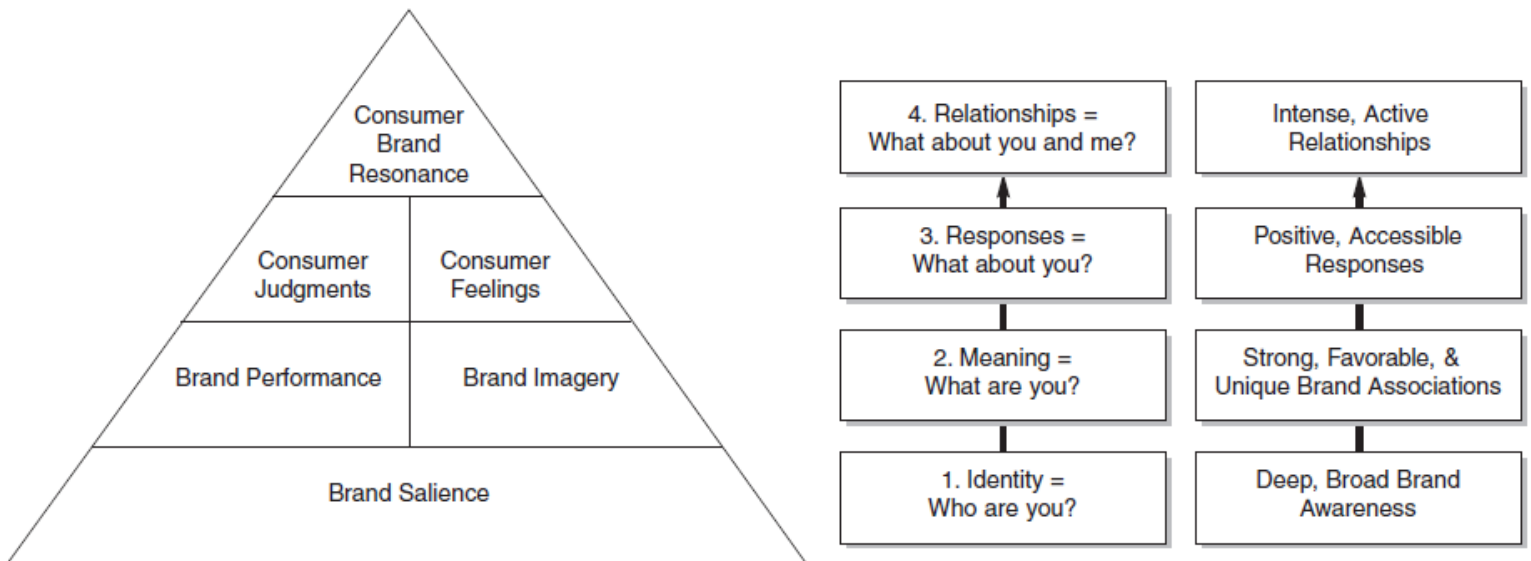 Consumer
Brand
Resonance
Consumer
Judgments
Consumer
Feelings
Brand Performance
Brand Imagery
Brand Salience
4. Relationships =
What about you and me?
Intense, Active
Relationships
3. Responses =
What about you?
Positive, Accessible
Responses
2. Meaning =
What are you?
Strong, Favorable, &
Unique Brand Associations
1. Identity =
Who are you?
Deep, Broad Brand
Awareness